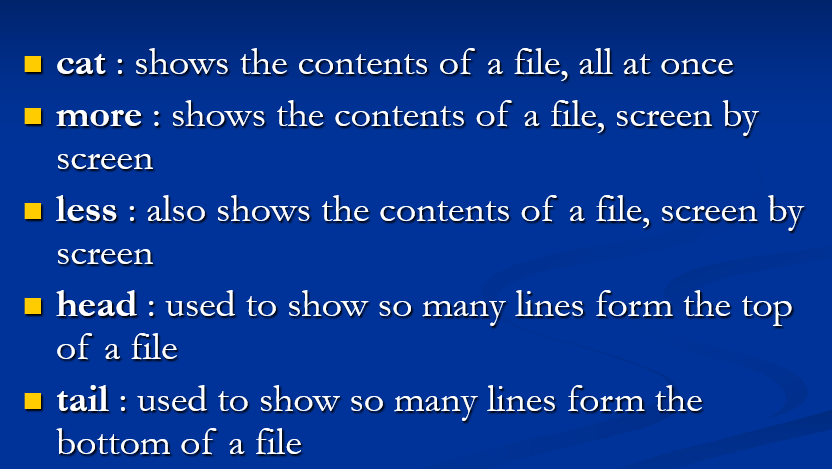 cat : shows the contents of a file, all at once
more : shows the contents of a file, screen by
screen
less : also shows the contents of a file, screen by
screen
head : used to show so many lines form the top
of a file
tail : used to show so many lines form the
bottom of a file